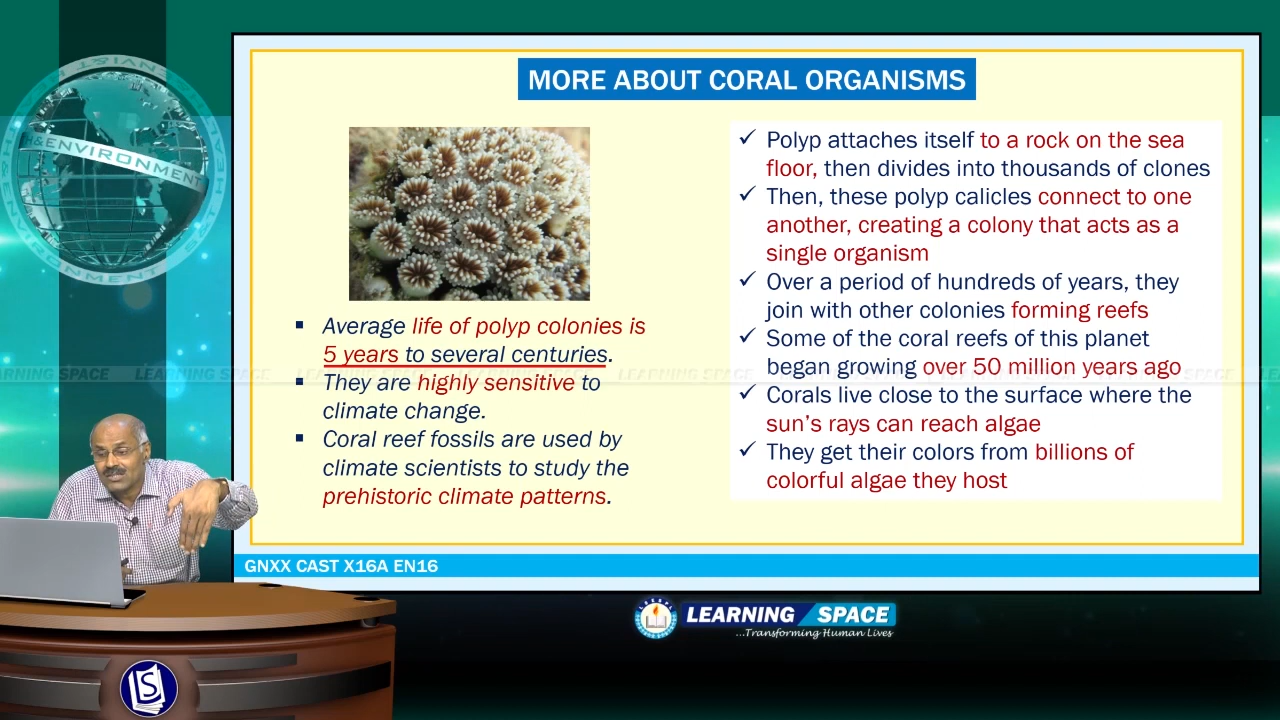 MORE ABOUT CORAL ORGANISMS
H&ENVIRONMENT
Average life of polyp colonies is
5 years to several centuries.
They are highly sensitive to
climate change.
Coral reef fossils are used by
climate scientists to study the
prehistoric climate patterns.
Polyp attaches itself to a rock on the sea
floor, then divides into thousands of clones
Then, these polyp calicles connect to one
another, creating a colony that acts as a
single organism
Over a period of hundreds of years, they
join with other colonies forming reefs
Some of the coral reefs of this planet
began growing over 50 million years ago
Corals live close to the surface where the
sun’s rays can reach algae
They get their colors from billions of
colorful algae they host
LEARNING SPACE
GNXX CAST X16A EN16
LEARNING SPACE
...Transforming Human Lives
LS